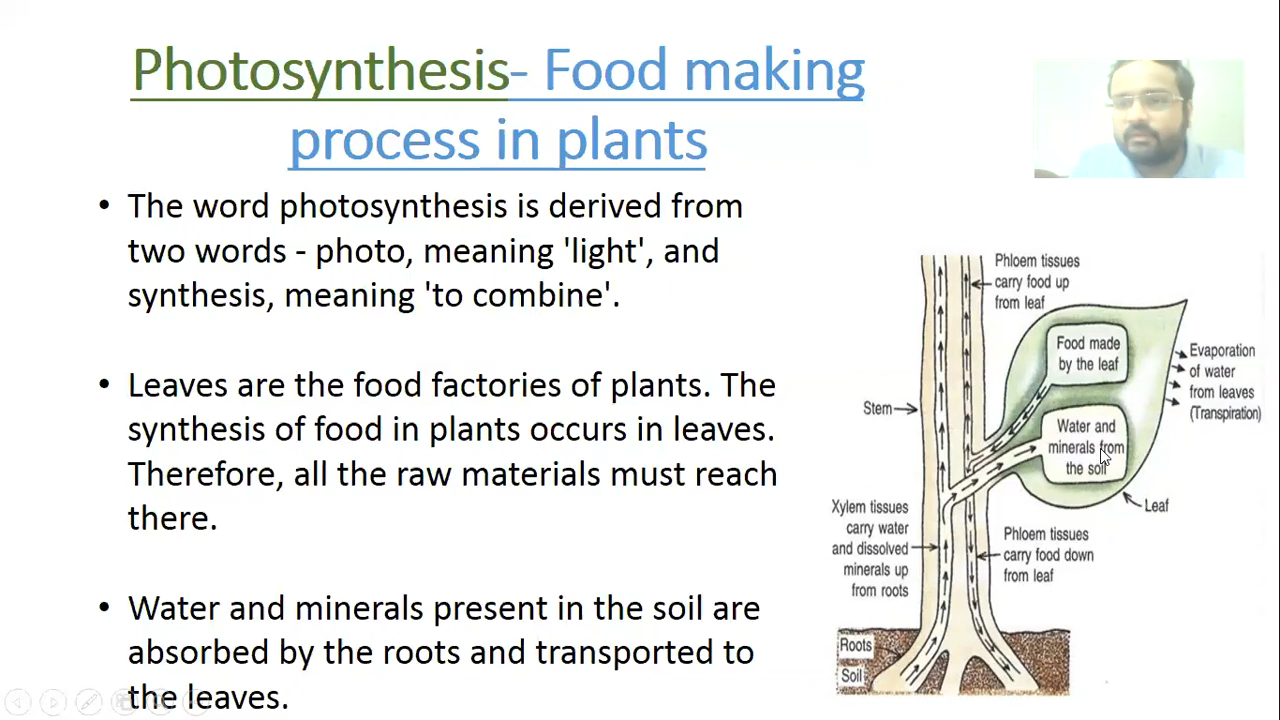 Photosynthesis- Food making
process in plants
• The word photosynthesis is derived from
two words - photo, meaning 'light', and
synthesis, meaning 'to combine'.
• Leaves are the food factories of plants. The
synthesis of food in plants occurs in leaves.
Therefore, all the raw materials must reach
there.
• Water and minerals present in the soil are
absorbed by the roots and transported to
the leaves.
Phloem tissues
carry food up
from leaf
Food made
by the leaf
Evaporation
of water
from leaves
(Transpiration)
Stem
Water and
minerals from
the soil
Leaf
Xylem tissues
carry water
and dissolved
minerals up
from roots
Phloem tissues
carry food down
from leaf
Roots
Soil